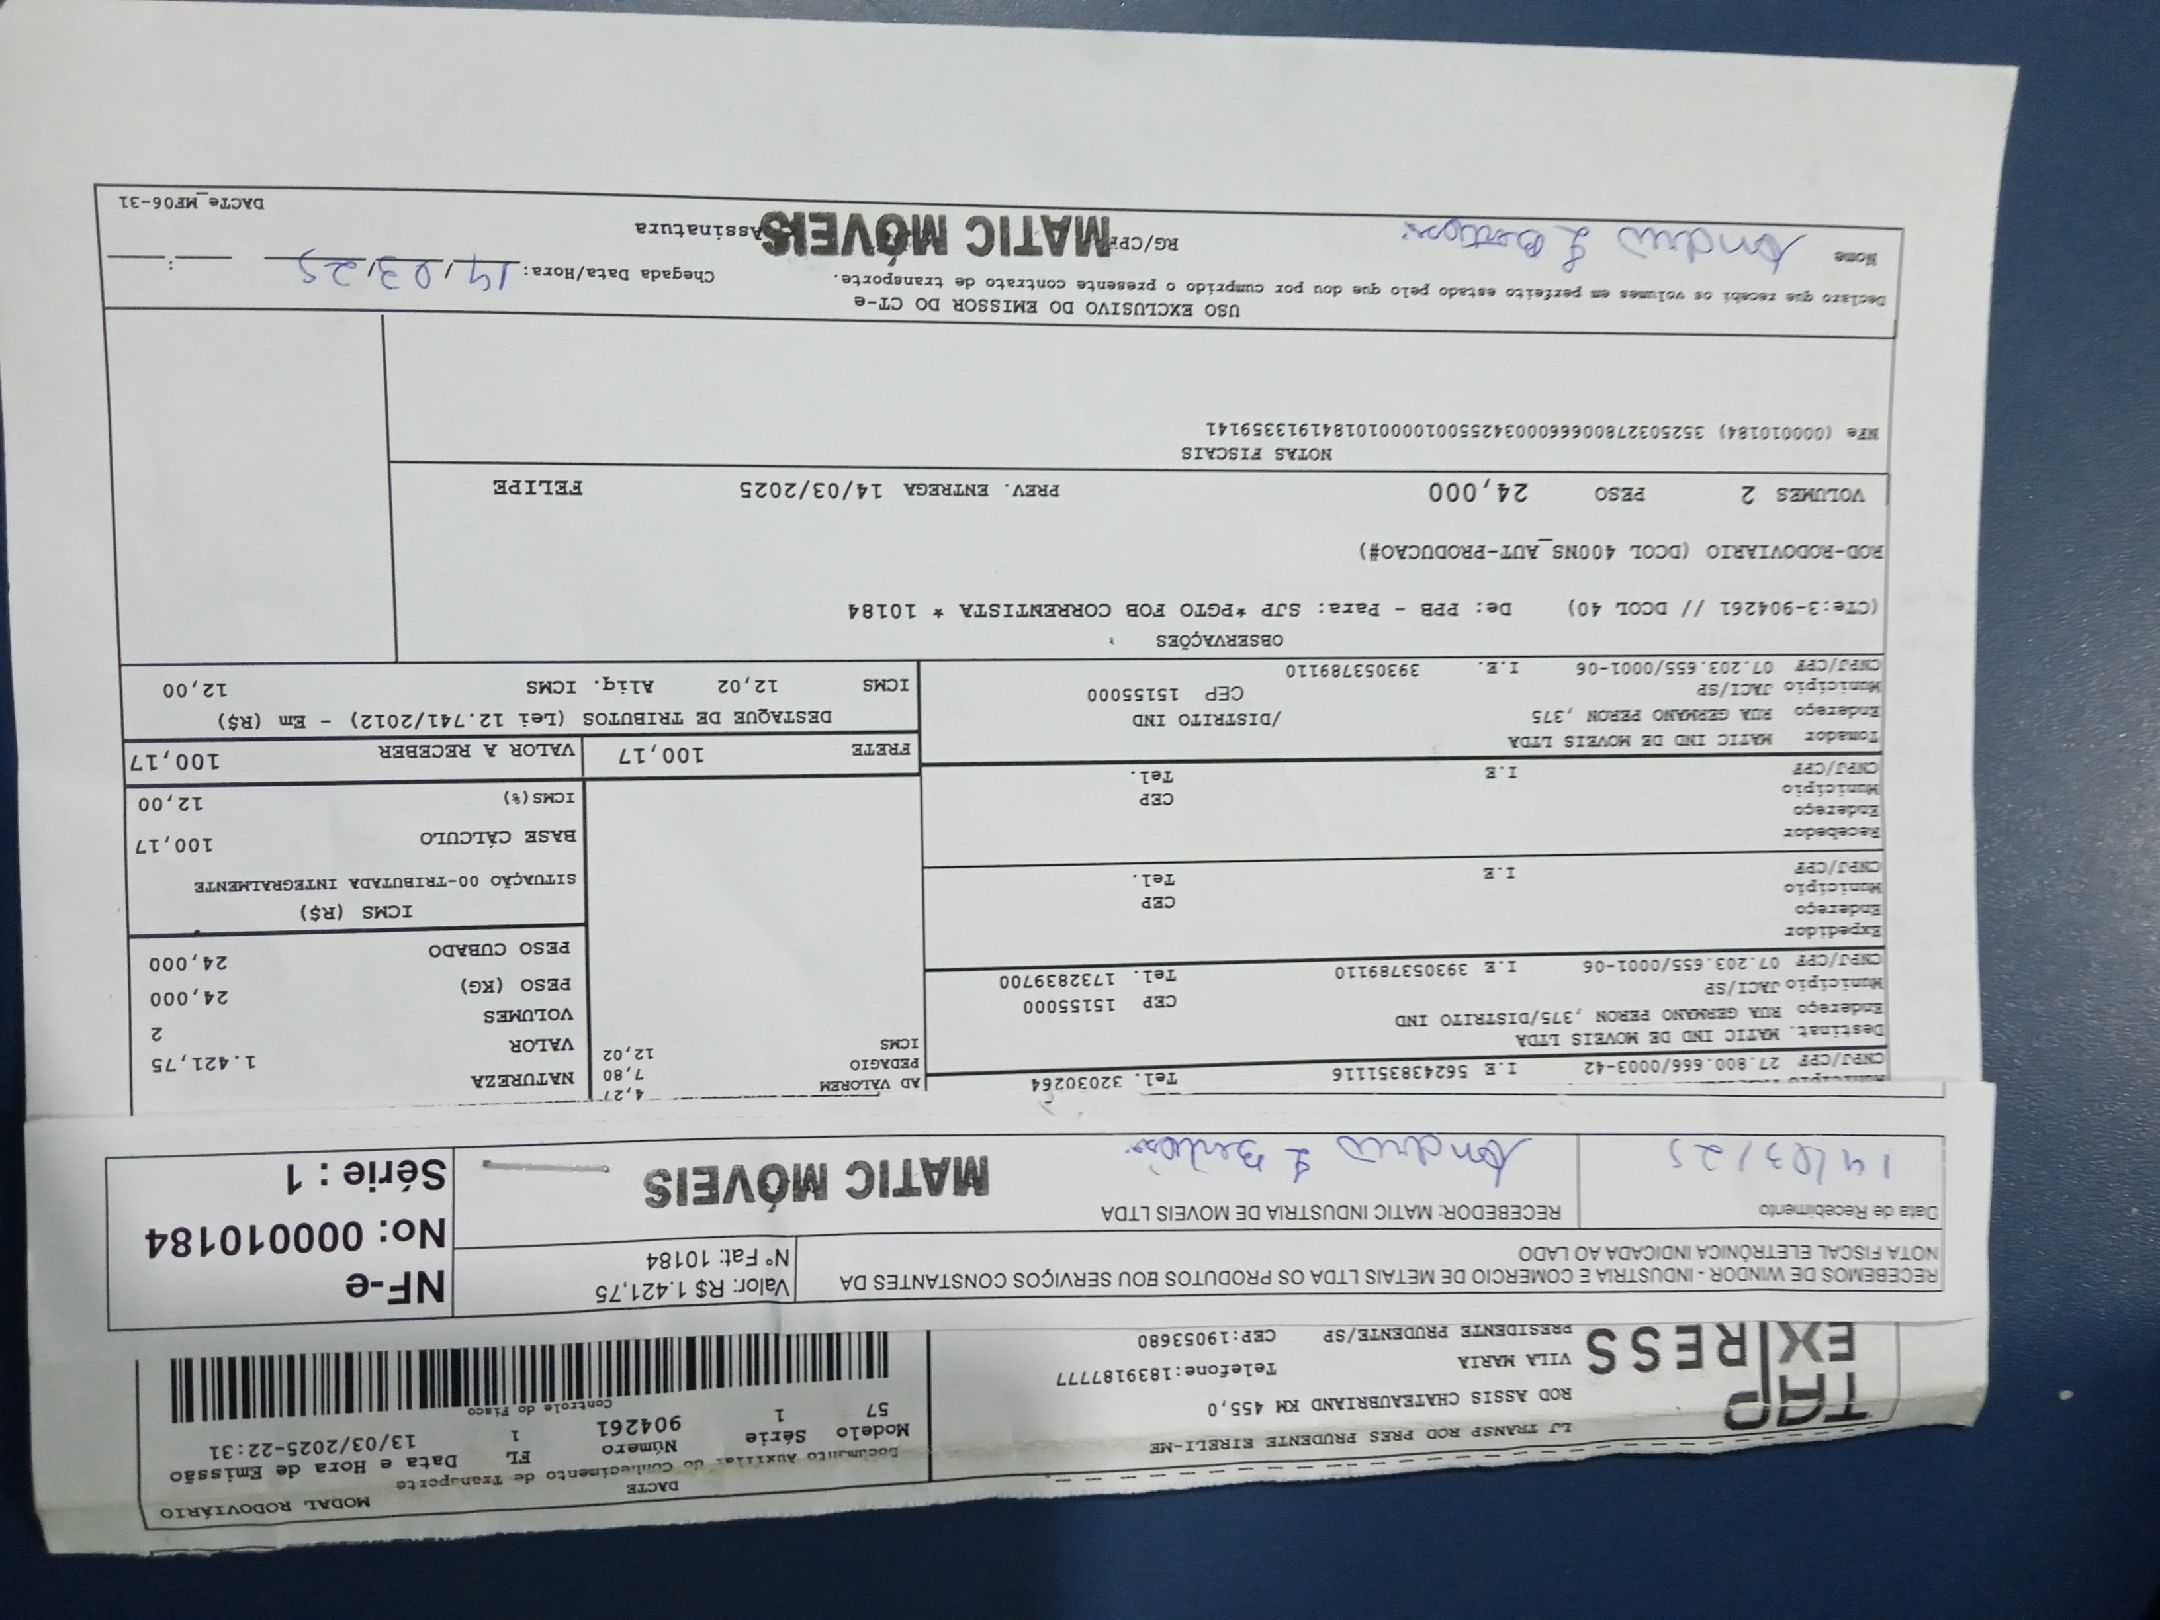 DACTE
MODAL RODOVIÁRIO
Documento Auxiliar do Conhecimento de Transporte
Modelo Série Número FL Data e Hora de Emissão
57 1 904261 1 13/03/2025-22:31
Controle do Fisco
TAP
EXPRESS
LJ TRANSP ROD PRES PRUDENTE EIRELI-ME
ROD ASSIS CHATEAUBRIAND KM 455,0
VILA MARIA Telefone:1839187777
PRESIDENTE PRUDENTE/SP CEP:19053680
RECEBEMOS DE WINDOR - INDUSTRIA E COMERCIO DE METAIS LTDA OS PRODUTOS EOU SERVIÇOS CONSTANTES DA
NOTA FISCAL ELETRÔNICA INDICADA AO LADO
Valor: R$ 1.421,75
Nº Fat: 10184
NF-e
No: 000010184
Série : 1
Data de Recebimento
14/03/25
RECEBEDOR: MATIC INDUSTRIA DE MOVEIS LTDA
MATIC MÓVEIS
CNPJ/CPF 27.800.666/0003-42 I.E 562438351116 Tel. 32030264
Destinat. MATIC IND DE MOVEIS LTDA
Endereço RUA GERMANO PERON ,375/DISTRITO IND
Município JACI/SP CEP 15155000
CNPJ/CPF 07.203.655/0001-06 I.E 393053789110 Tel. 1732839700
Expedidor
Endereço
Município CEP
CNPJ/CPF I.E Tel.
Recebedor
Endereço
Município CEP
CNPJ/CPF I.E Tel.
Tomador MATIC IND DE MOVEIS LTDA
Endereço RUA GERMANO PERON ,375 /DISTRITO IND
Município JACI/SP CEP 15155000
CNPJ/CPF 07.203.655/0001-06 I.E. 393053789110
AD VALOREM 4,27
PEDAGIO 7,80
ICMS 12,02
NATUREZA
VALOR 1.421,75
VOLUMES 2
PESO (KG) 24,000
PESO CUBADO 24,000
ICMS (R$)
SITUAÇÃO 00-TRIBUTADA INTEGRALMENTE
BASE CÁLCULO 100,17
ICMS(%) 12,00
FRETE 100,17 VALOR A RECEBER 100,17
DESTAQUE DE TRIBUTOS (Lei 12.741/2012) - Em (R$)
ICMS 12,02 Aliq. ICMS 12,00
OBSERVAÇÕES
(CTe:3-904261 // DCOL 40) De: PPB - Para: SJP *PGTO FOB CORRENTISTA * 10184
ROD-RODOVIARIO (DCOL 400NS_AUT-PRODUCAO#)
VOLUMES 2 PESO 24,000 PREV. ENTREGA 14/03/2025 FELIPE
NOTAS FISCAIS
NFe (000010184) 35250327800666000342550010000101841913359141
USO EXCLUSIVO DO EMISSOR DO CT-e
Declaro que recebi os volumes em perfeito estado pelo que dou por cumprido o presente contrato de transporte.
Chegada Data/Hora: 14/03/25 :
Nome
RG/CPF
MATIC MÓVEIS
Assinatura
DACTe_MF06-31